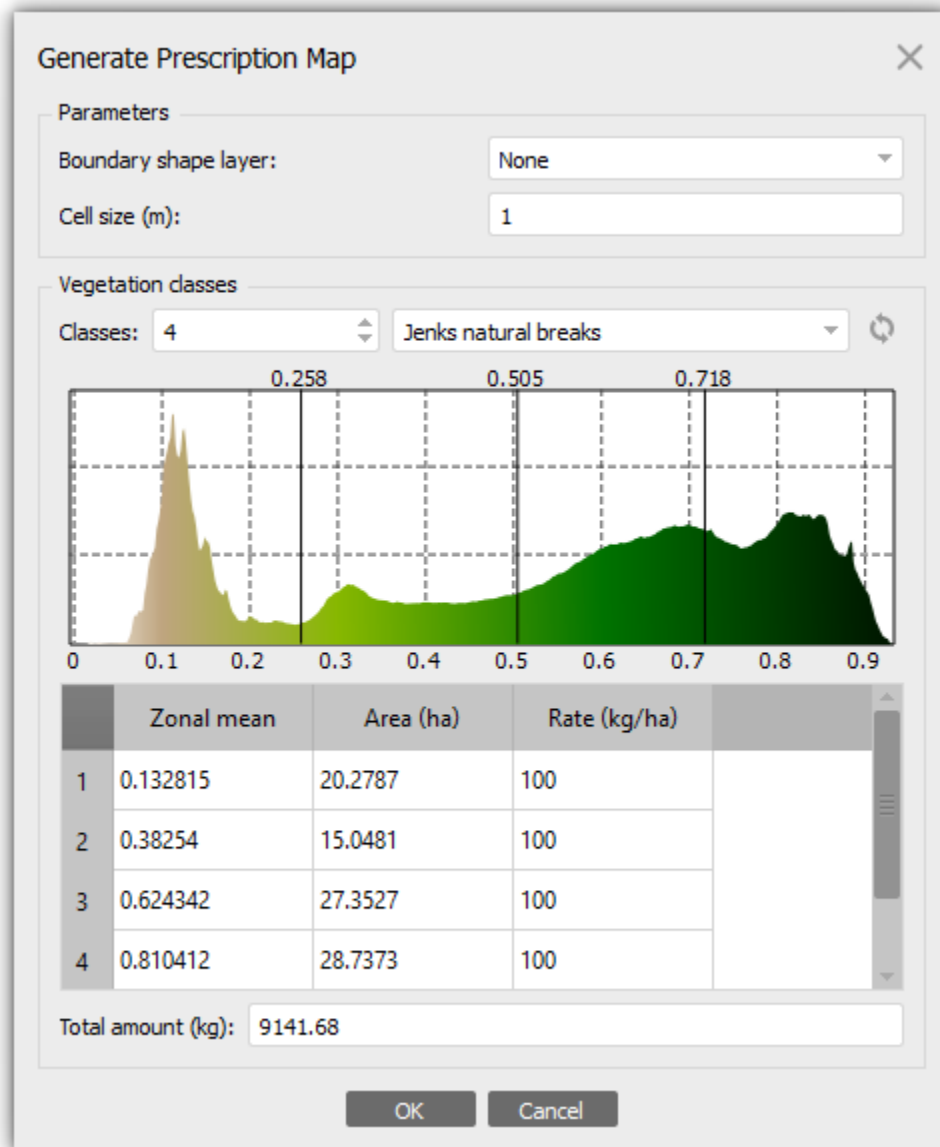 Generate Prescription Map
Parameters
Boundary shape layer: None
Cell size (m): 1
Vegetation classes
Classes: 4 Jenks natural breaks
0.258 0.505 0.718
0 0.1 0.2 0.3 0.4 0.5 0.6 0.7 0.8 0.9
Zonal mean Area (ha) Rate (kg/ha)
1 0.132815 20.2787 100
2 0.38254 15.0481 100
3 0.624342 27.3527 100
4 0.810412 28.7373 100
Total amount (kg): 9141.68
OK Cancel